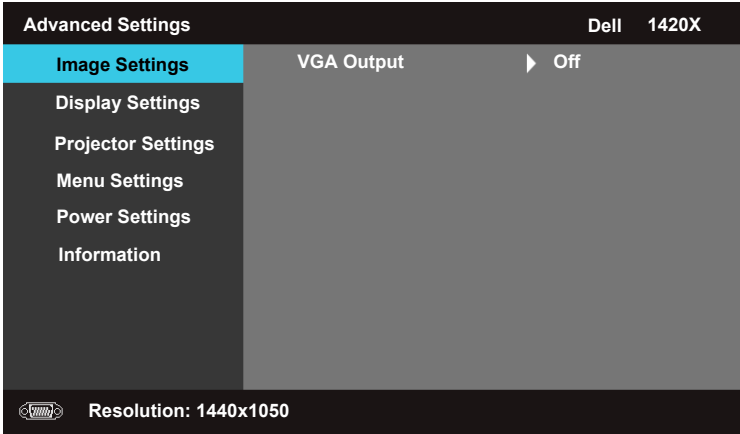 Advanced Settings Dell 1420X
Image Settings VGA Output Off
Display Settings
Projector Settings
Menu Settings
Power Settings
Information
Resolution: 1440x1050